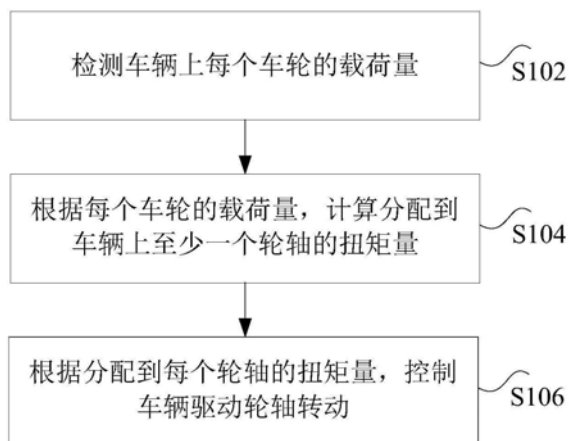 检测车辆上每个车轮的载荷量
S102
根据每个车轮的载荷量，计算分配到
车辆上至少一个轮轴的扭矩量
S104
根据分配到每个轮轴的扭矩量，控制
车辆驱动轮轴转动
S106